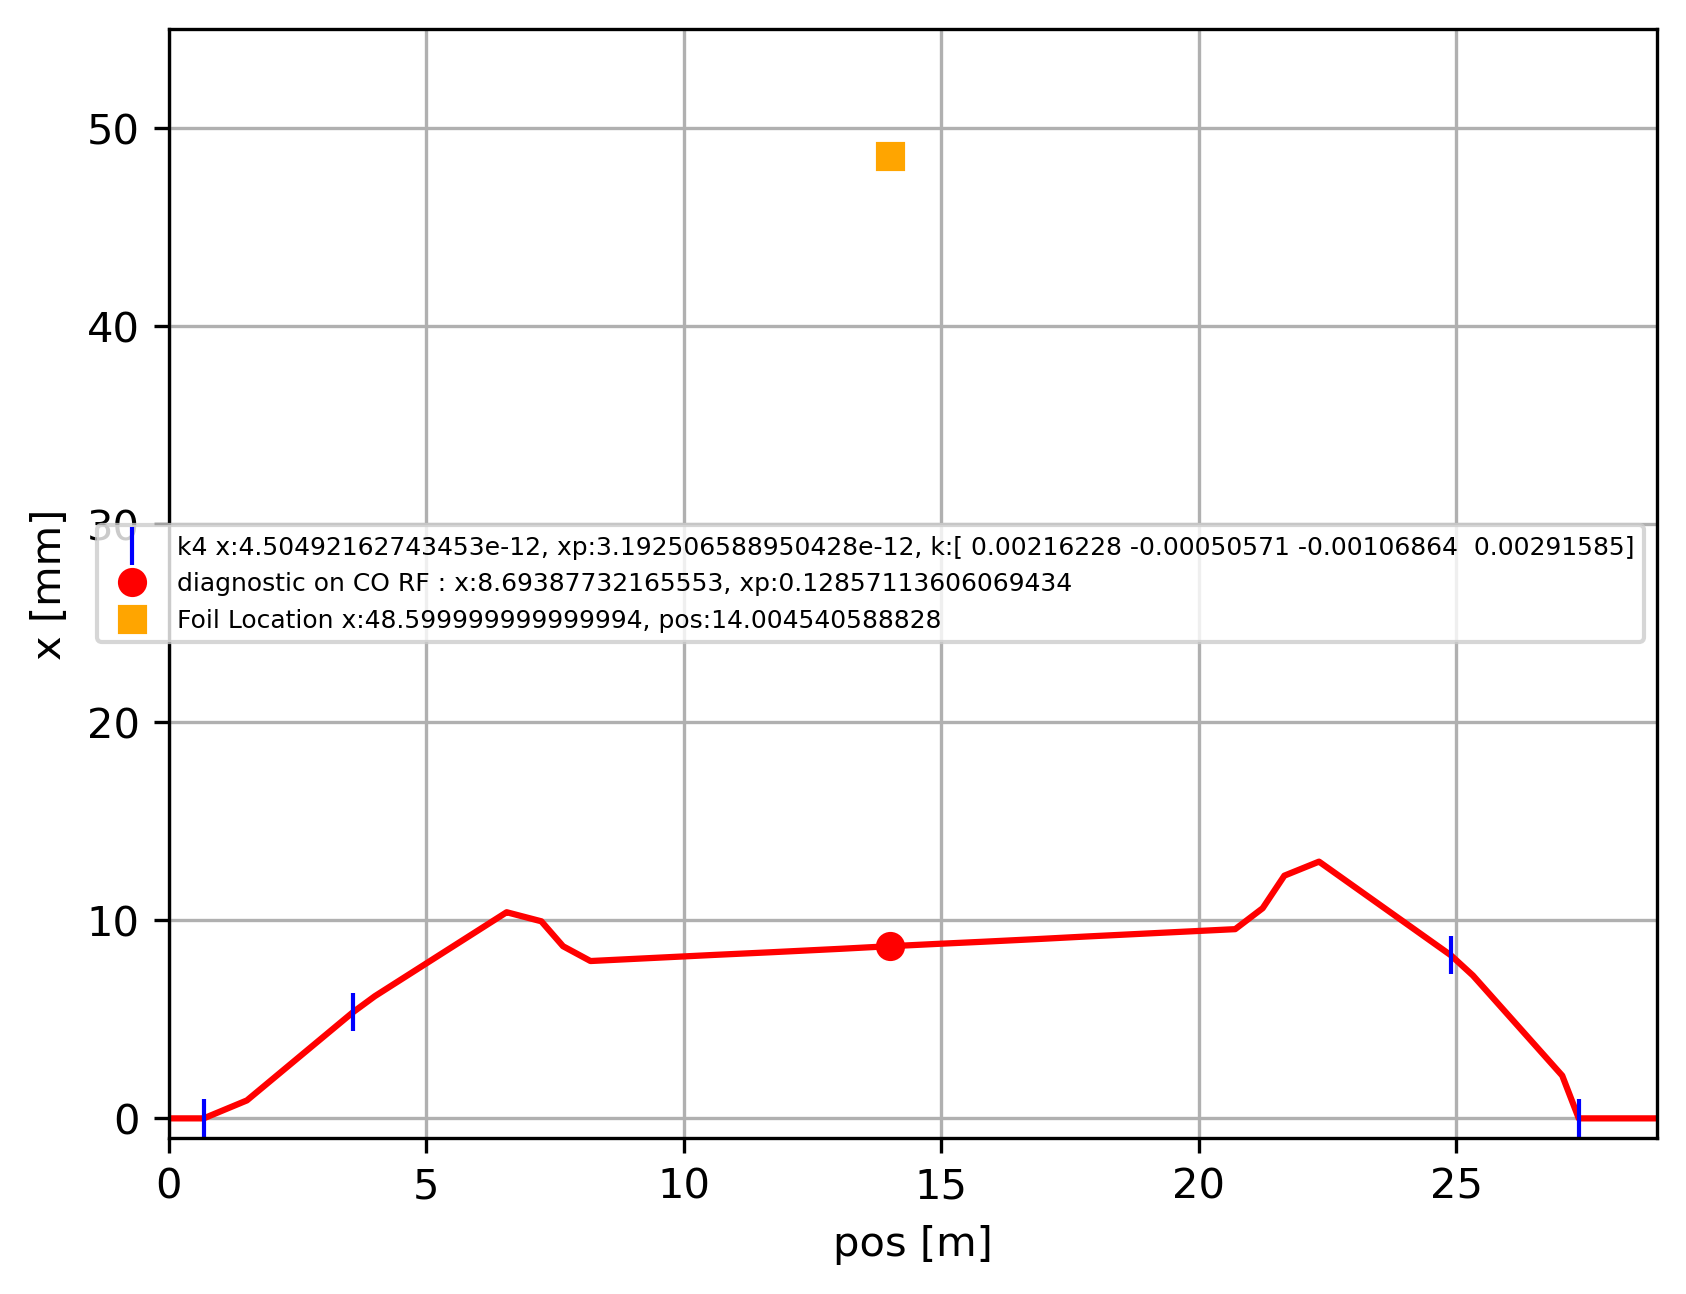 50
40
30
k4 x:4.50492162743453e-12, xp:3.192506588950428e-12, k:[ 0.00216228 -0.00050571 -0.00106864  0.00291585]
diagnostic on CO RF : x:8.69387732165553, xp:0.12857113606069434
Foil Location x:48.599999999999994, pos:14.004540588828
x [mm]
20
10
0
0 5 10 15 20 25
pos [m]